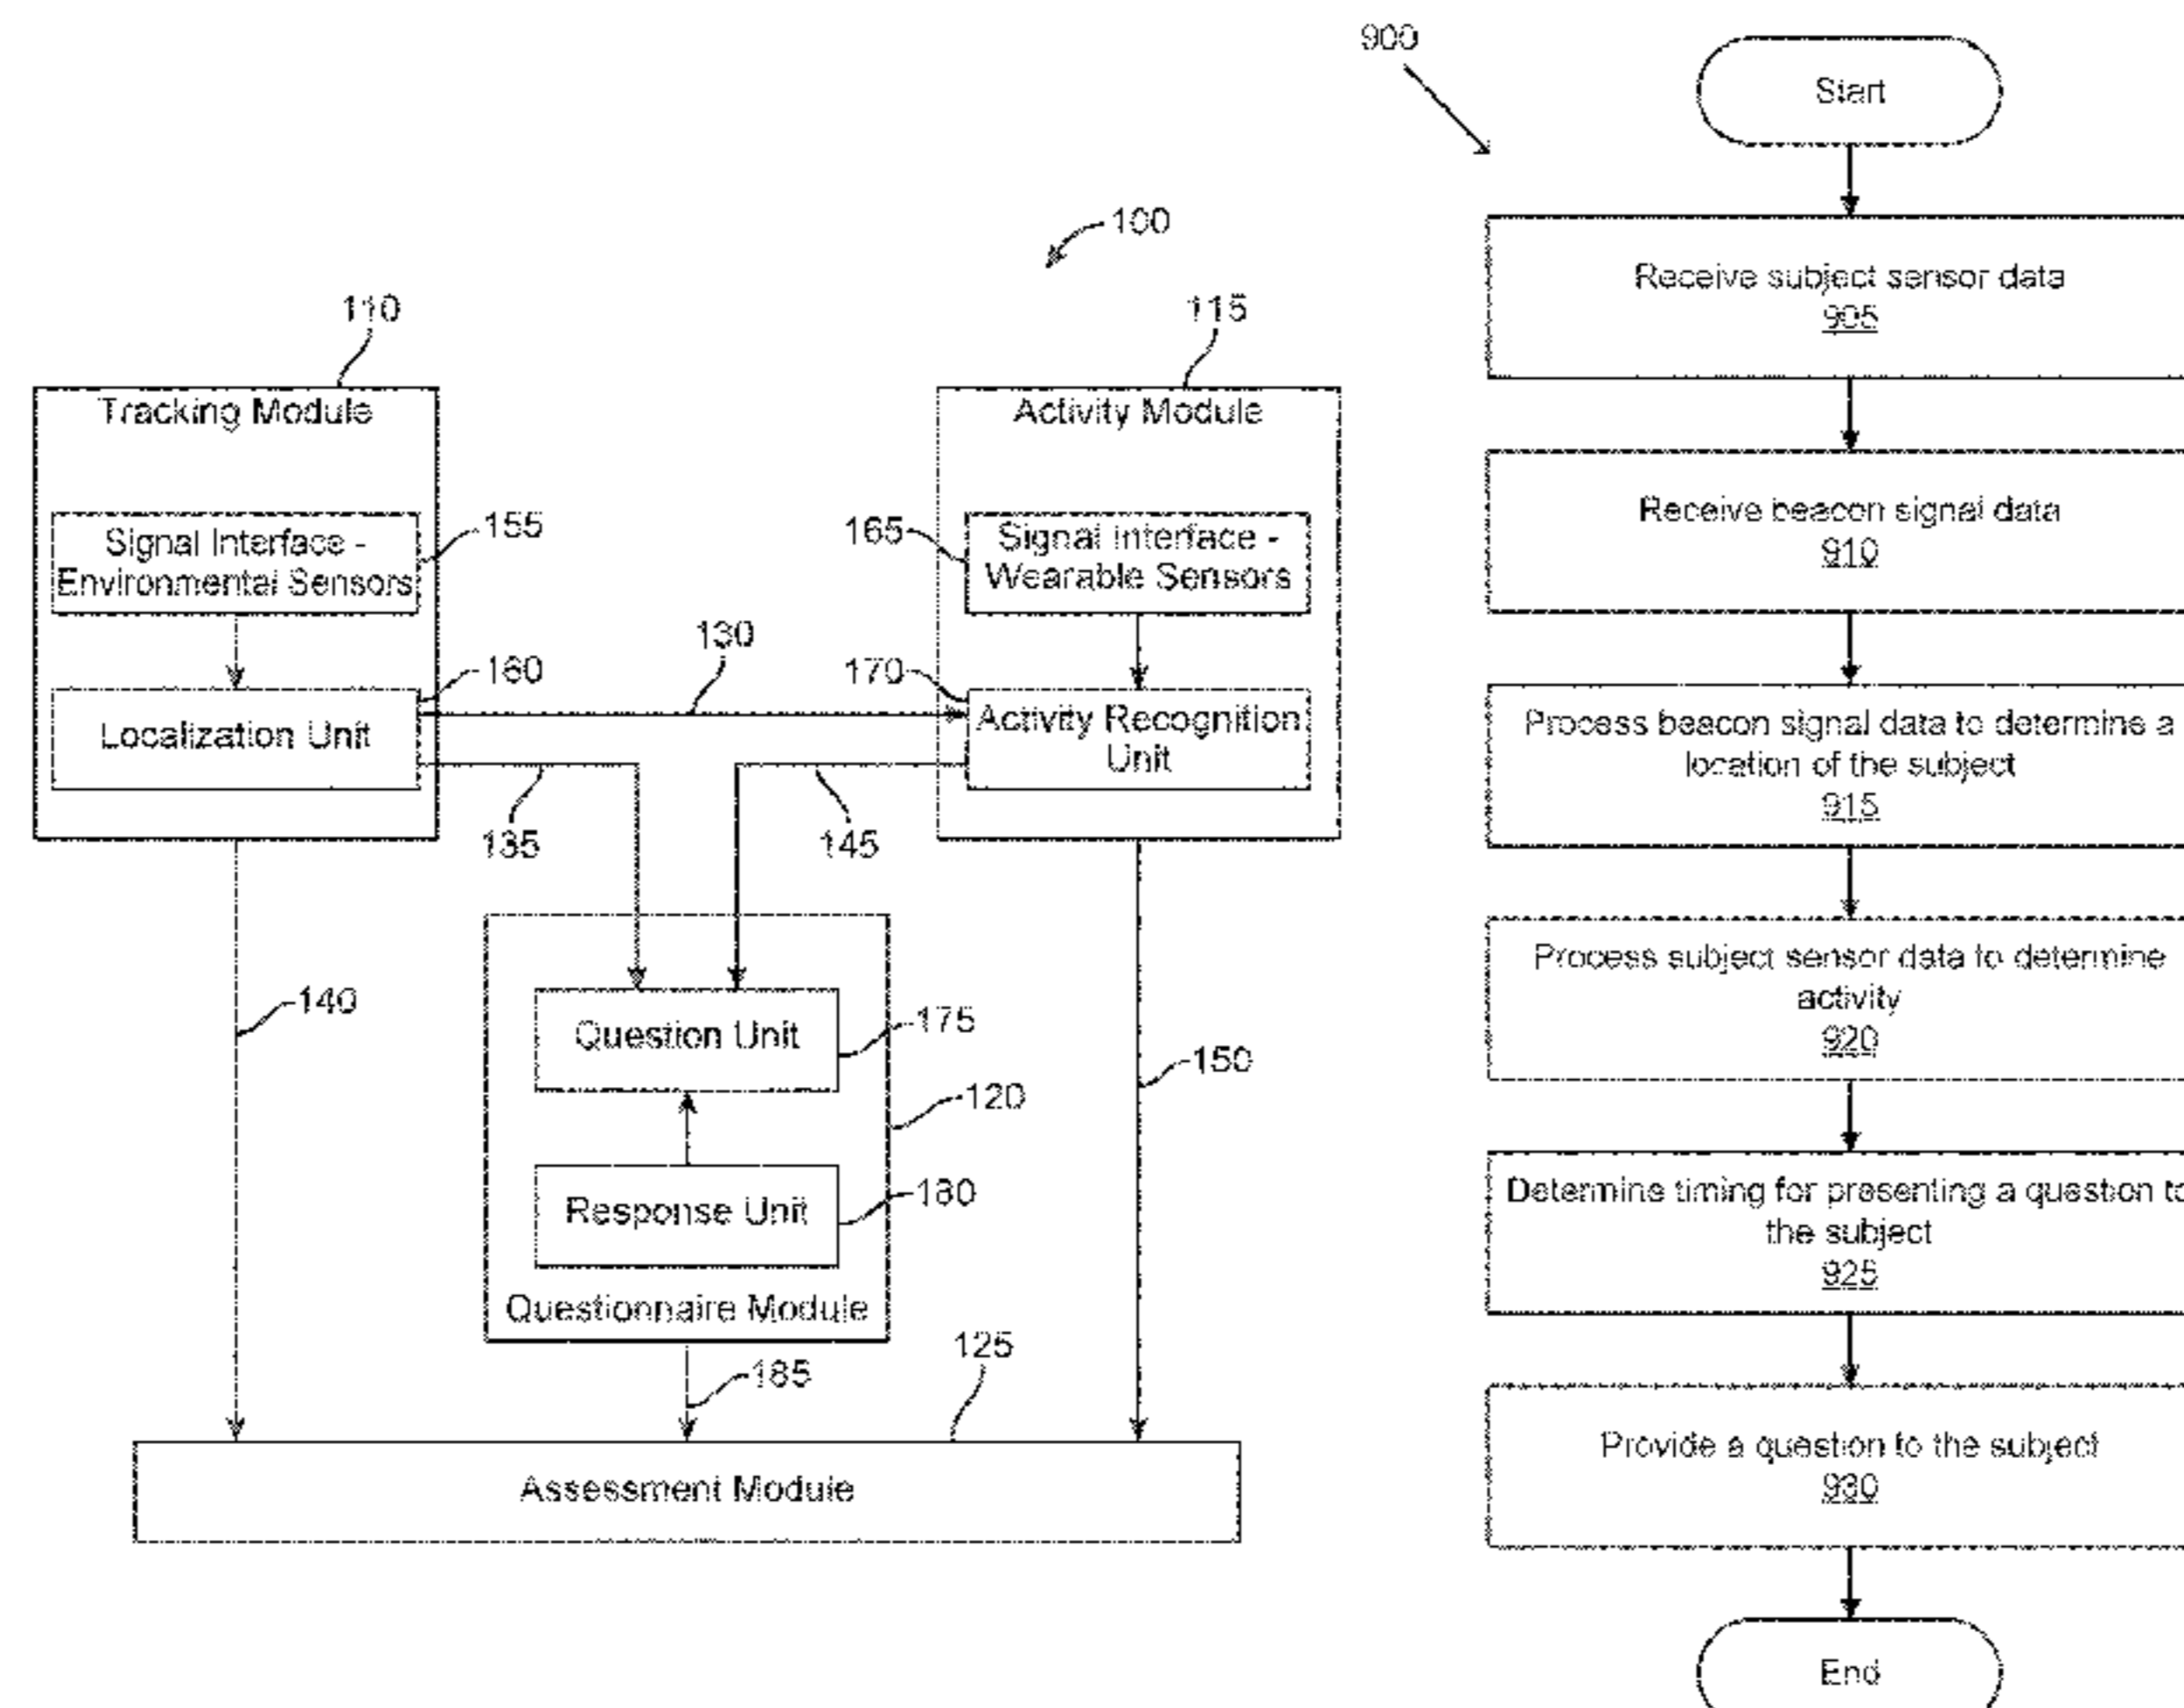 100
110
Tracking Module
Signal Interface -
Environmental Sensors
155
Localization Unit
160
130
135
140
115
Activity Module
165
Signal Interface -
Wearable Sensors
170
Activity Recognition
Unit
145
150
Question Unit
175
120
Response Unit
180
Questionnaire Module
185
125
Assessment Module
900
Start
Receive subject sensor data
905
Receive beacon signal data
910
Process beacon signal data to determine a
location of the subject
915
Process subject sensor data to determine
activity
920
Determine timing for presenting a question to
the subject
925
Provide a question to the subject
930
End